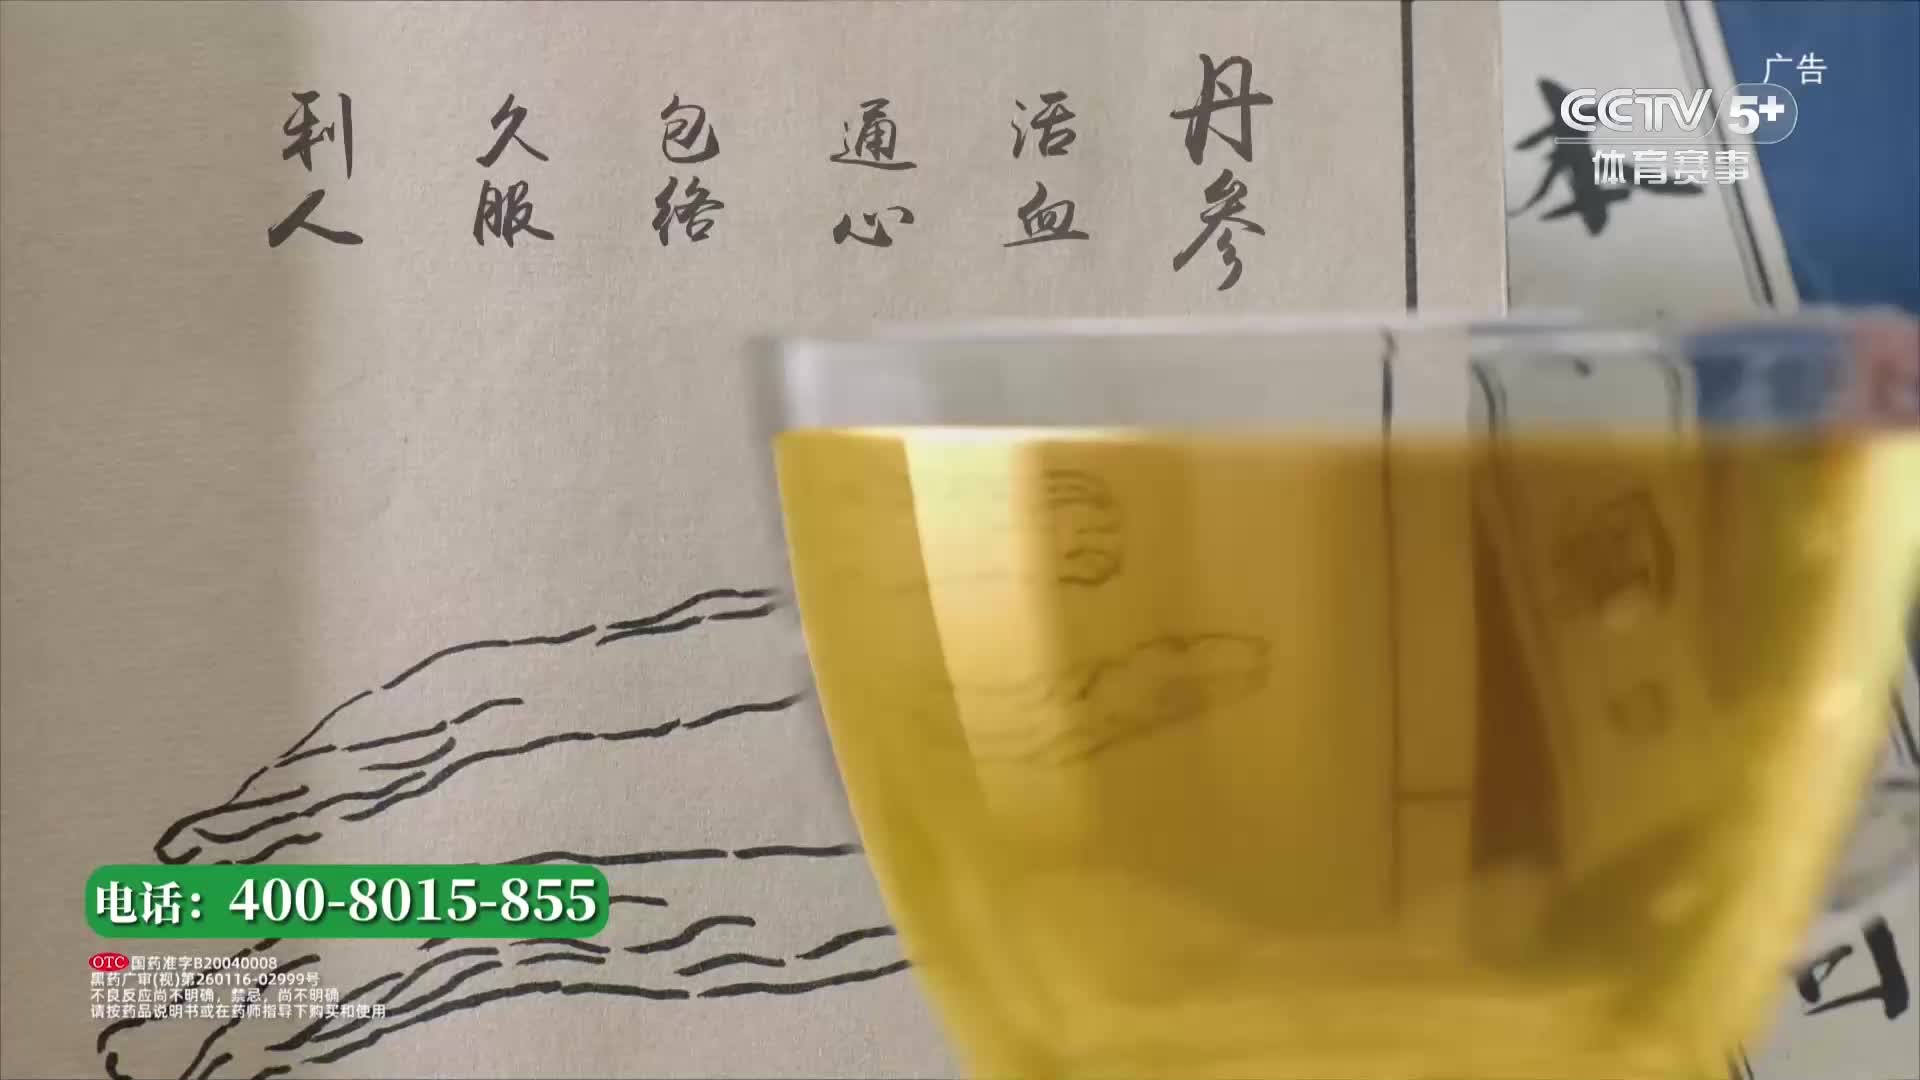 广告
CCTV 5+
体育赛事
丹参
活血
通心
包络
久服
利人
电话：400-8015-855
OTC 国药准字B20040008
黑药广审(视)第260116-02999号
不良反应尚不明确，禁忌，尚不明确
请按药品说明书或在药师指导下购买和使用